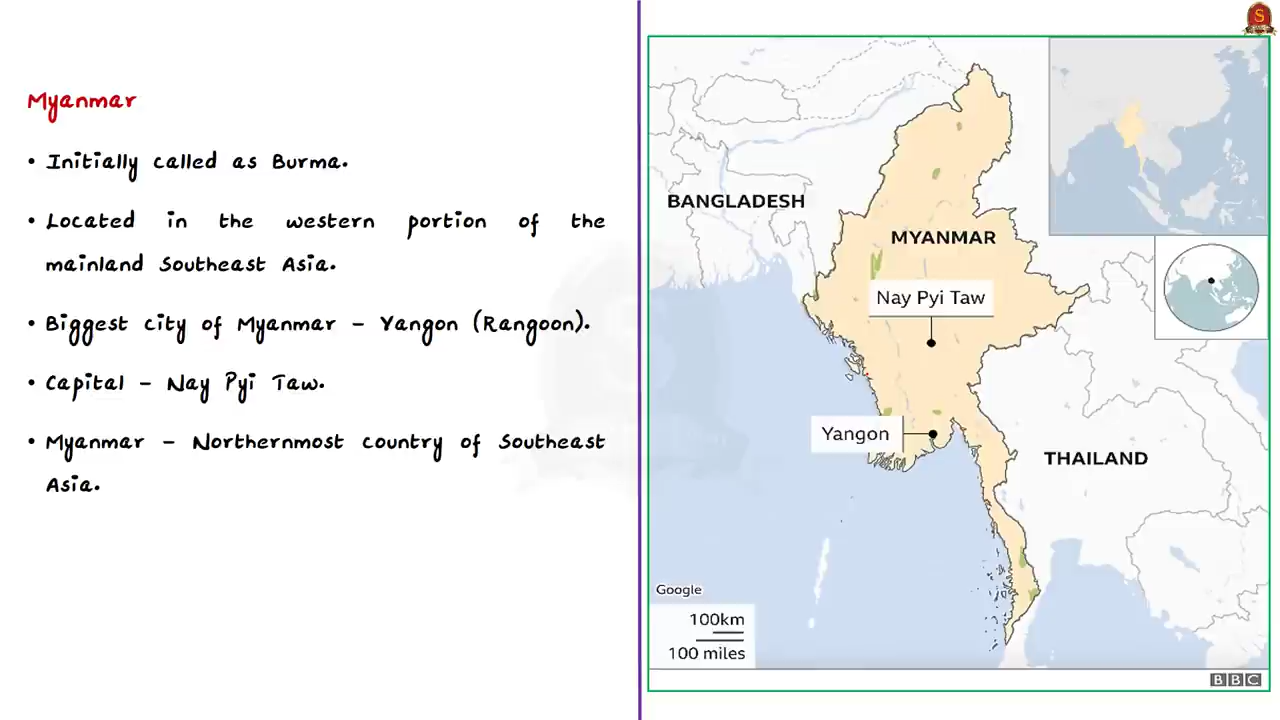 Myanmar
• Initially called as Burma.
• Located in the western portion of the
mainland Southeast Asia.
• Biggest city of Myanmar – Yangon (Rangoon).
• Capital – Nay Pyi Taw.
• Myanmar – Northernmost country of Southeast
Asia.
S
BANGLADESH
MYANMAR
Nay Pyi Taw
Yangon
THAILAND
Google
100km
100 miles
BBC